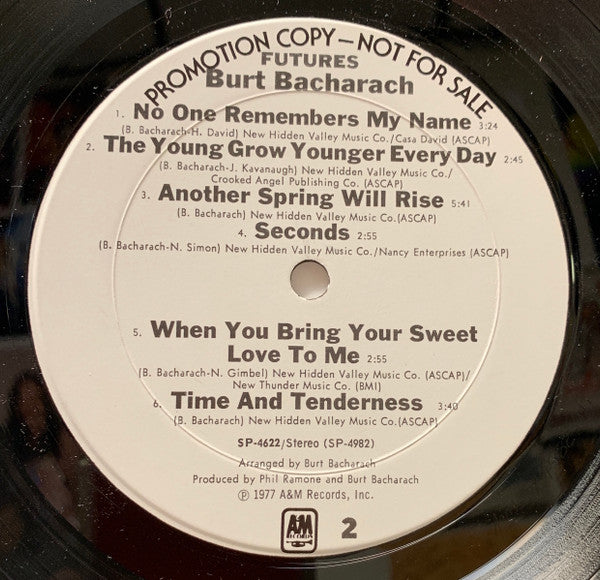 PROMOTION COPY—NOT FOR SALE
FUTURES
Burt Bacharach
1. No One Remembers My Name 3:24
(B. Bacharach-H. David) New Hidden Valley Music Co./Casa David (ASCAP)
2. The Young Grow Younger Every Day 2:45
(B. Bacharach-J. Kavanaugh) New Hidden Valley Music Co./
Crooked Angel Publishing Co. (ASCAP)
3. Another Spring Will Rise 5:41
(B. Bacharach) New Hidden Valley Music Co.(ASCAP)
4. Seconds 2:55
(B. Bacharach-N. Simon) New Hidden Valley Music Co./Nancy Enterprises (ASCAP)
5. When You Bring Your Sweet
Love To Me 2:55
(B. Bacharach-N. Gimbel) New Hidden Valley Music Co. (ASCAP)/
New Thunder Music Co. (BMI)
6. Time And Tenderness 3:40
(B. Bacharach) New Hidden Valley Music Co.(ASCAP)
SP-4622/Stereo (SP-4982)
Arranged by Burt Bacharach
Produced by Phil Ramone and Burt Bacharach
℗ 1977 A&M Records, Inc.
A&M
RECORDS
2